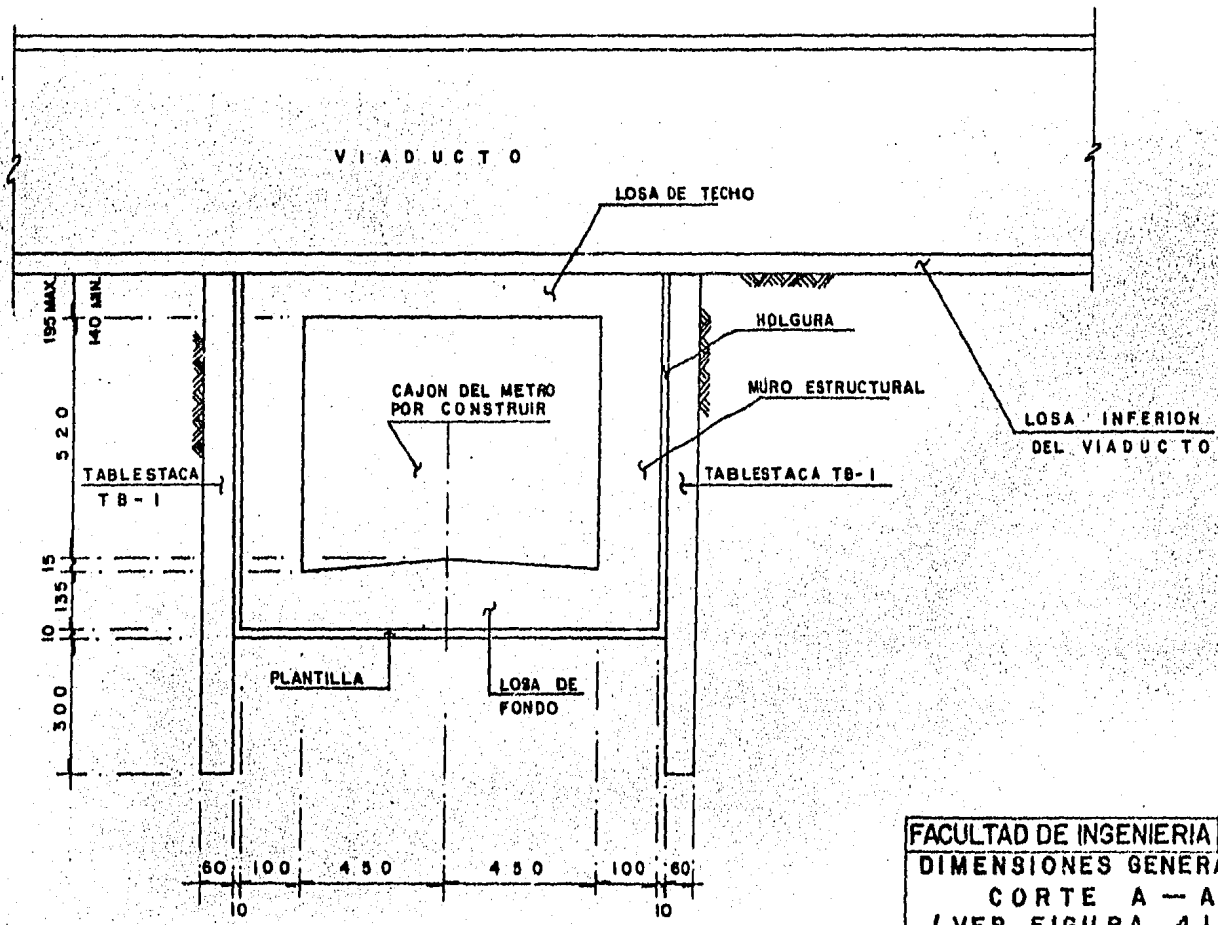 VIADUCTO
LOSA DE TECHO
195 MAX.
140 MIN.
HOLGURA
CAJON DEL METRO
POR CONSTRUIR
MURO ESTRUCTURAL
LOSA INFERIOR
DEL VIADUCTO
520
TABLESTACA
TB-1
TABLESTACA TB-1
15
135
10
PLANTILLA
LOSA DE
FONDO
300
60 100 450 450 100 60
10 10
FACULTAD DE INGENIERIA
DIMENSIONES GENERA
CORTE A-A